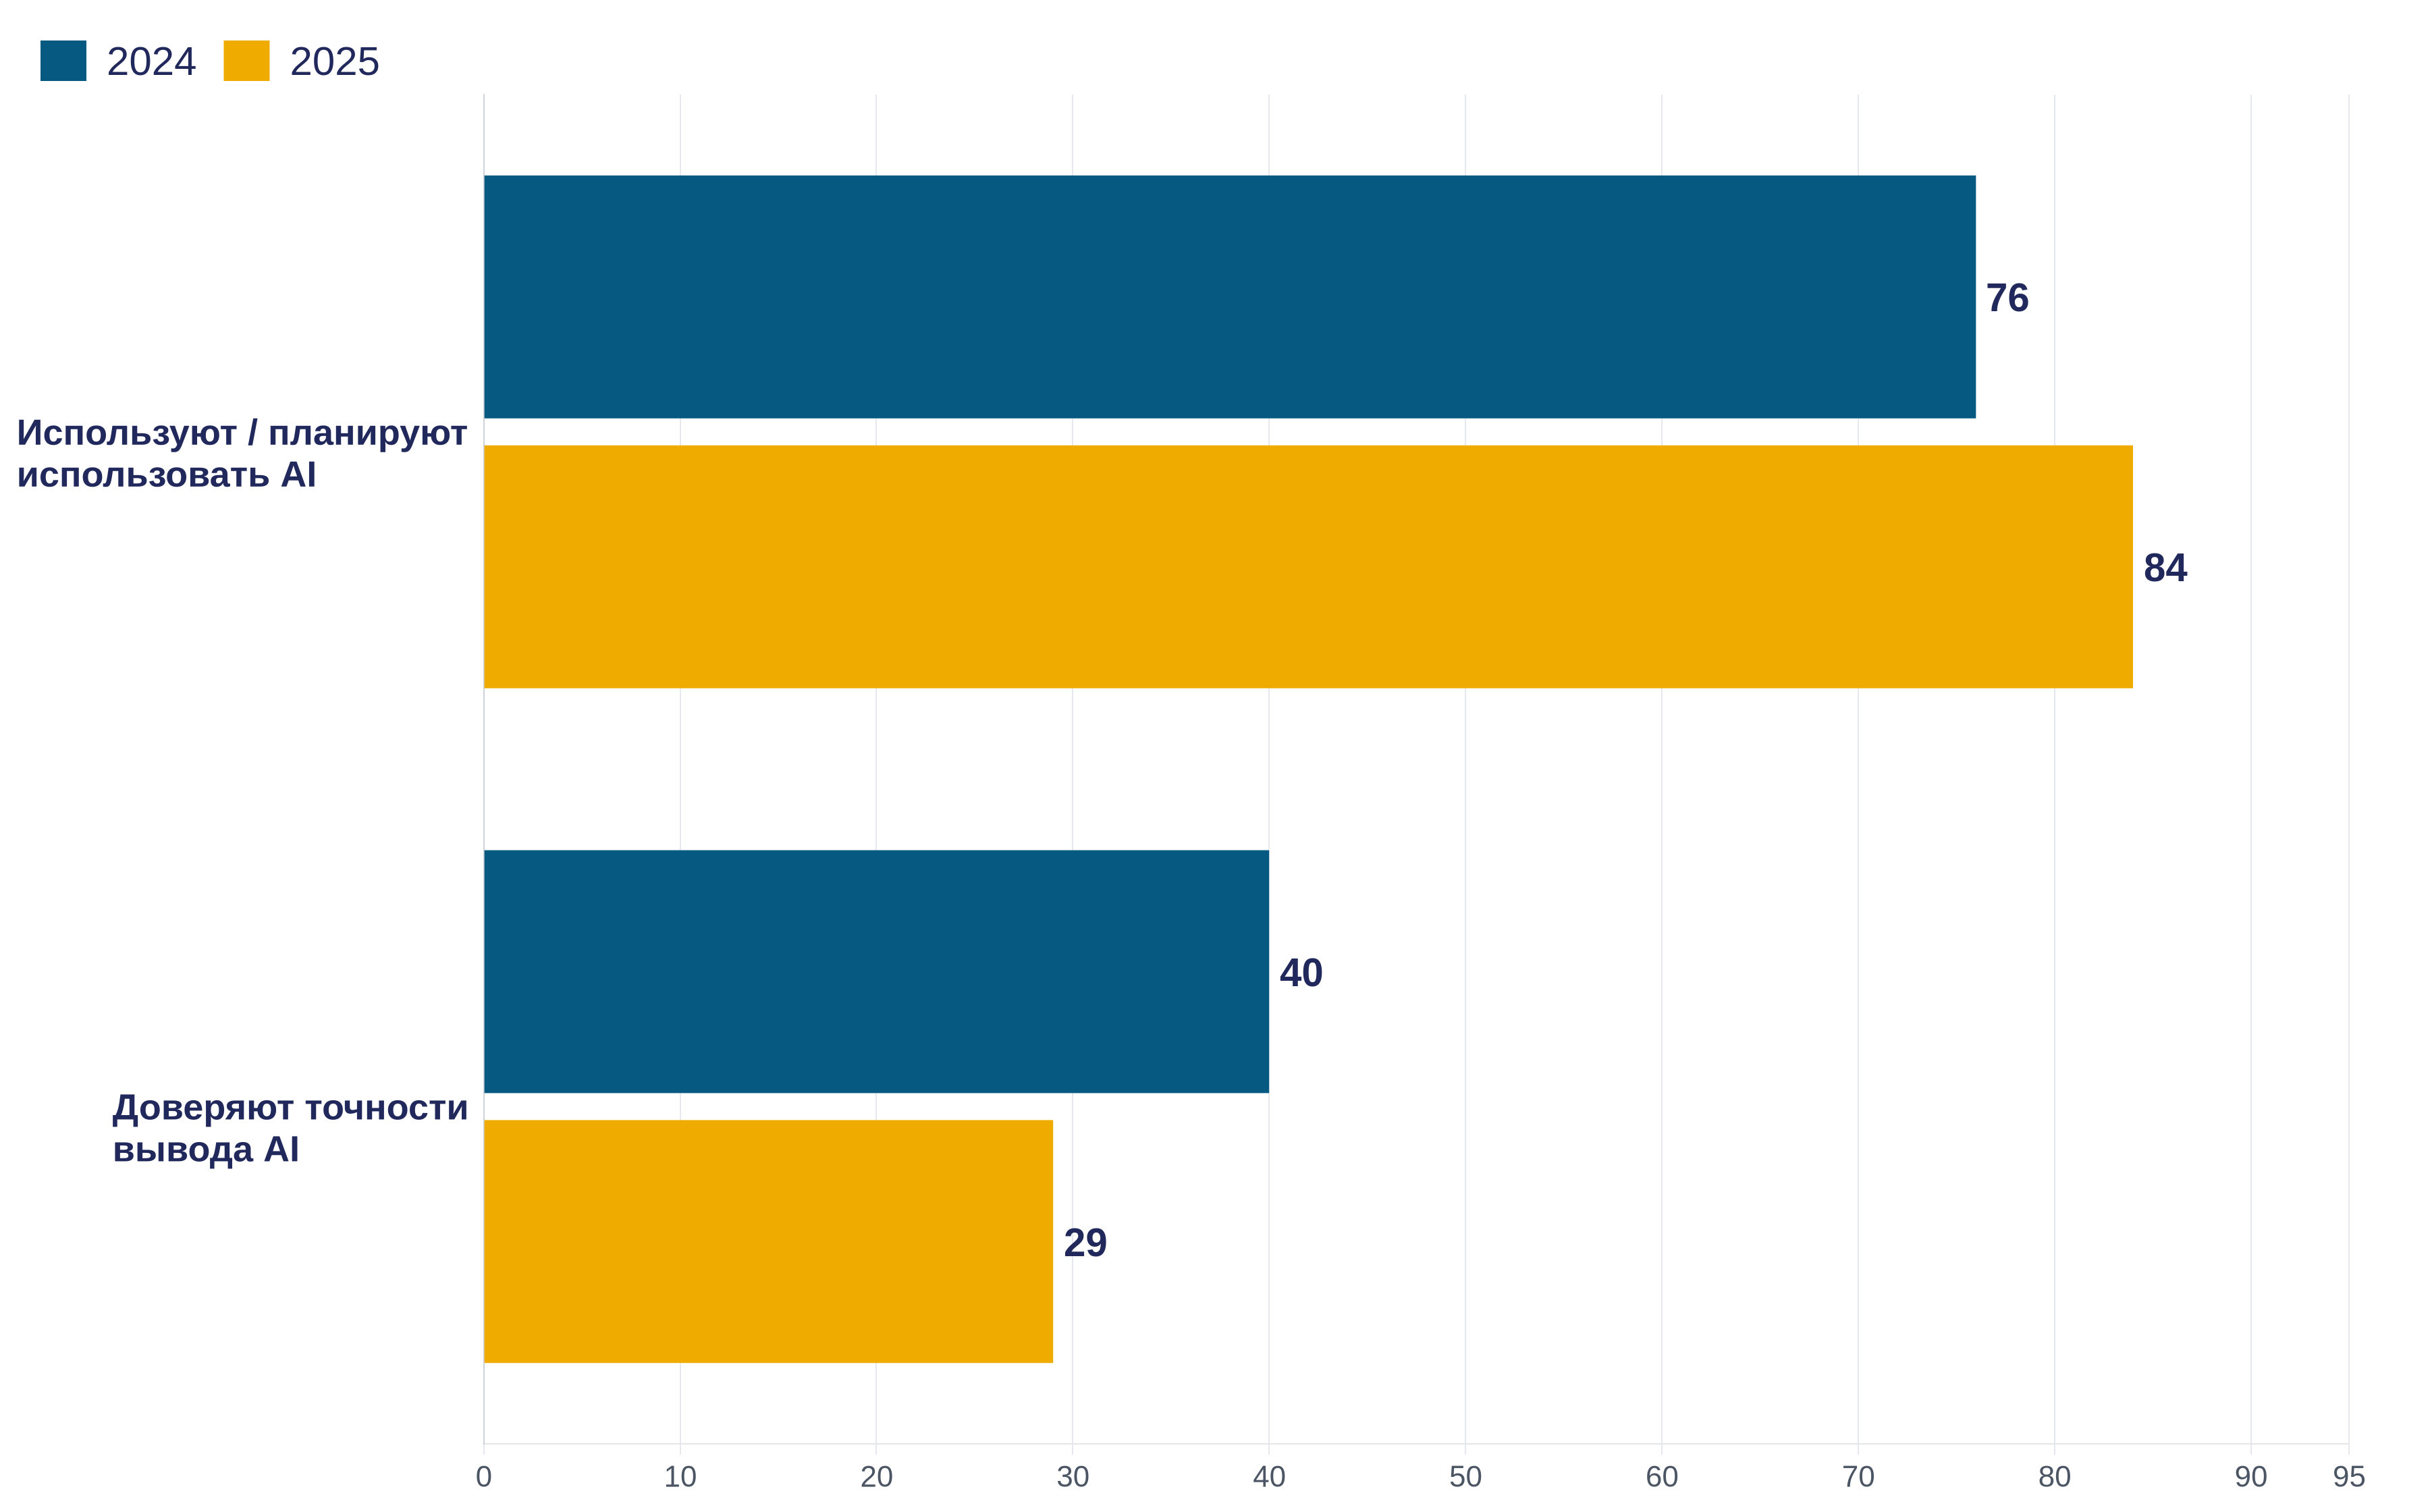 2024 2025
76
Используют / планируют
использовать AI
84
40
Доверяют точности
вывода AI
29
0 10 20 30 40 50 60 70 80 90 95